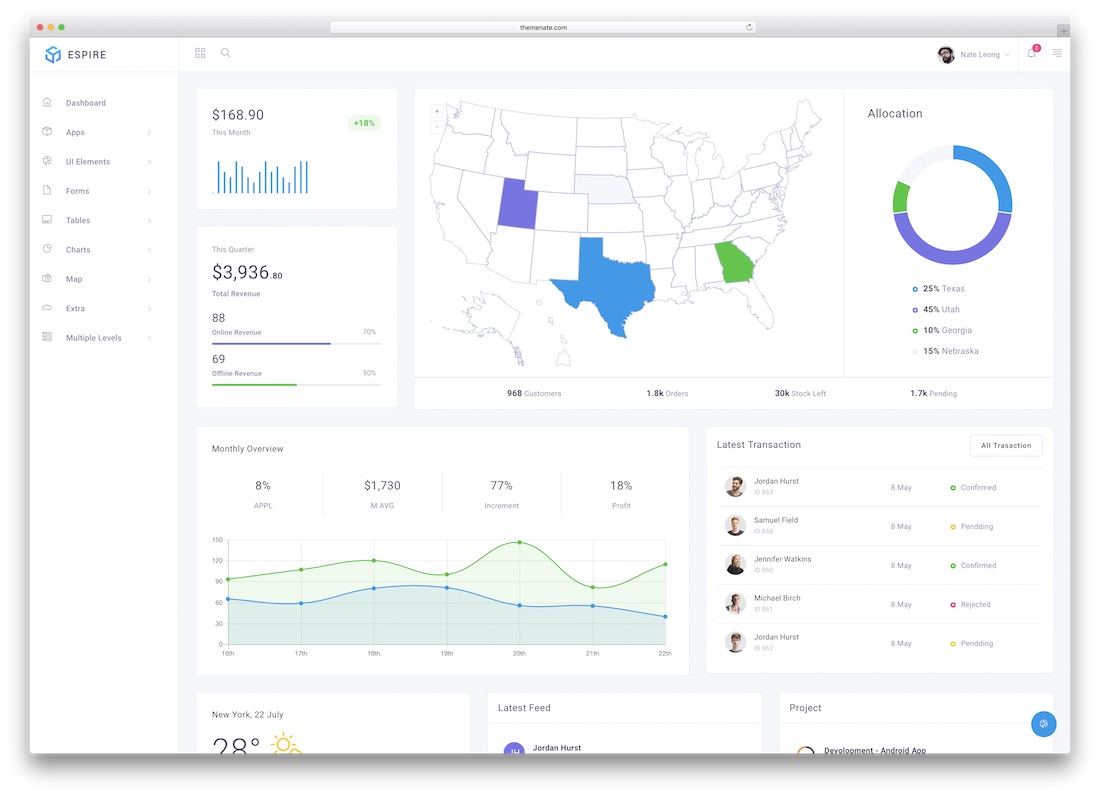 themenate.com
ESPIRE
Nate Leong
2
Dashboard
Apps
UI Elements
Forms
Tables
Charts
Map
Extra
Multiple Levels
$168.90
This Month
+18%
This Quarter
$3,936.80
Total Revenue
88
Online Revenue 70%
69
Offline Revenue 50%
+
-
Allocation
25% Texas
45% Utah
10% Georgia
15% Nebraska
968 Customers 1.8k Orders 30k Stock Left 1.7k Pending
Monthly Overview
8% $1,730 77% 18%
APPL M.AVG Increment Profit
150
120
90
60
30
0
16th 17th 18th 19th 20th 21th 22th
Latest Transaction All Trasaction
Jordan Hurst
ID 863
8 May Confirmed
Samuel Field
ID 868
8 May Pendding
Jennifer Watkins
ID 860
8 May Confirmed
Michael Birch
ID 861
8 May Rejected
Jordan Hurst
ID 862
8 May Pendding
New York, 22 July
28°
Latest Feed
JH Jordan Hurst
Project
Devolopment - Android App